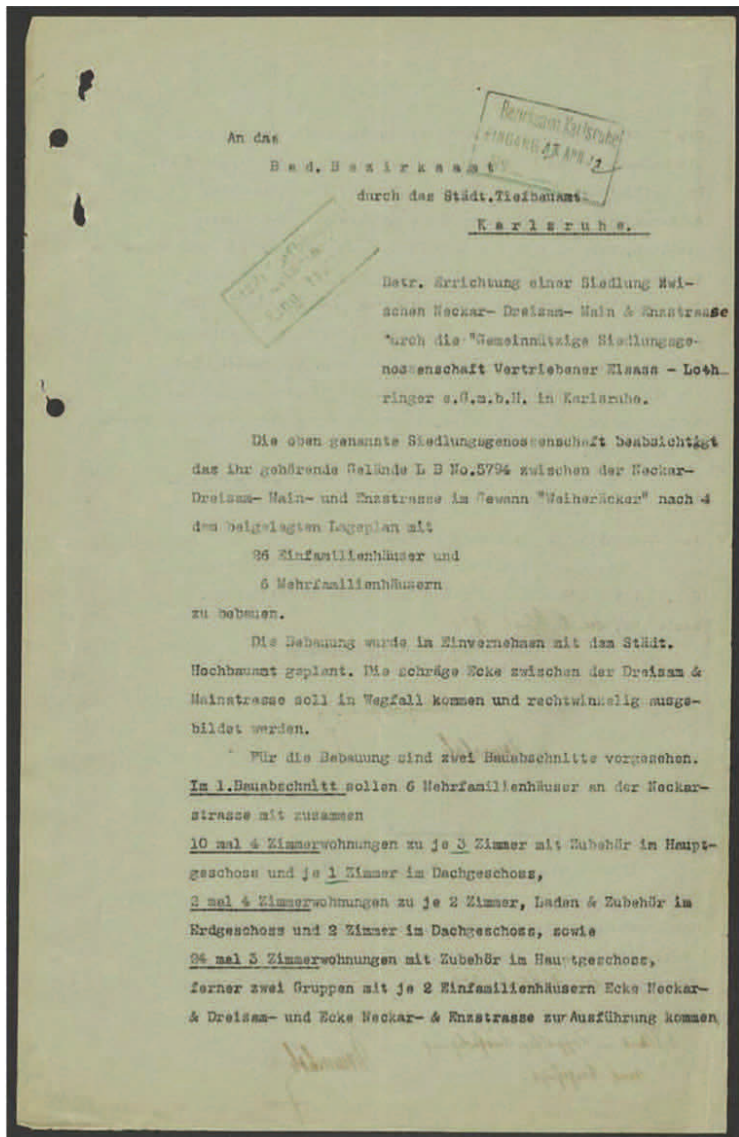 An das
Bad. Bezirksamt
Bezirksamt Karlsruhe
EINGANG APR.
durch das Städt.Tiefbauamt
Karlsruhe.
Betr. Errichtung einer Siedlung Zwi-
schen Neckar- Dreisam- Main & Enzstrasse
durch die "Gemeinnützige Siedlungsge-
nossenschaft Vertriebener Elsass - Loth
ringer e.G.m.b.H. in Karlsruhe.
Die oben genannte Siedlungsgenossenschaft beabsichtigt
das ihr gehörende Gelände L B No.5794 zwischen der Neckar-
Dreisam- Main- und Enzstrasse im Gewann "Weiheräcker" nach 4
dem beigelegten Lageplan mit
26 Einfamilienhäuser und
6 Mehrfamilienhäusern
zu bebauen.
Die Bebauung wurde im Einvernehmen mit dem Städt.
Hochbauamt geplant. Die schräge Ecke zwischen der Dreisam &
Mainstrasse soll in Wegfall kommen und rechtwinkelig ausge-
bildet werden.
Für die Bebauung sind zwei Bauabschnitte vorgesehen.
Im 1.Bauabschnitt sollen 6 Mehrfamilienhäuser an der Neckar-
strasse mit zusammen
10 mal 4 Zimmerwohnungen zu je 3 Zimmer mit Zubehör im Haupt-
geschoss und je 1 Zimmer im Dachgeschoss,
2 mal 4 Zimmerwohnungen zu je 2 Zimmer, Laden & Zubehör im
Erdgeschoss und 2 Zimmer im Dachgeschoss, sowie
24 mal 3 Zimmerwohnungen mit Zubehör im Hauptgeschoss,
ferner zwei Gruppen mit je 2 Einfamilienhäusern Ecke Neckar-
& Dreisam- und Ecke Neckar- & Enzstrasse zur Ausführung kommen